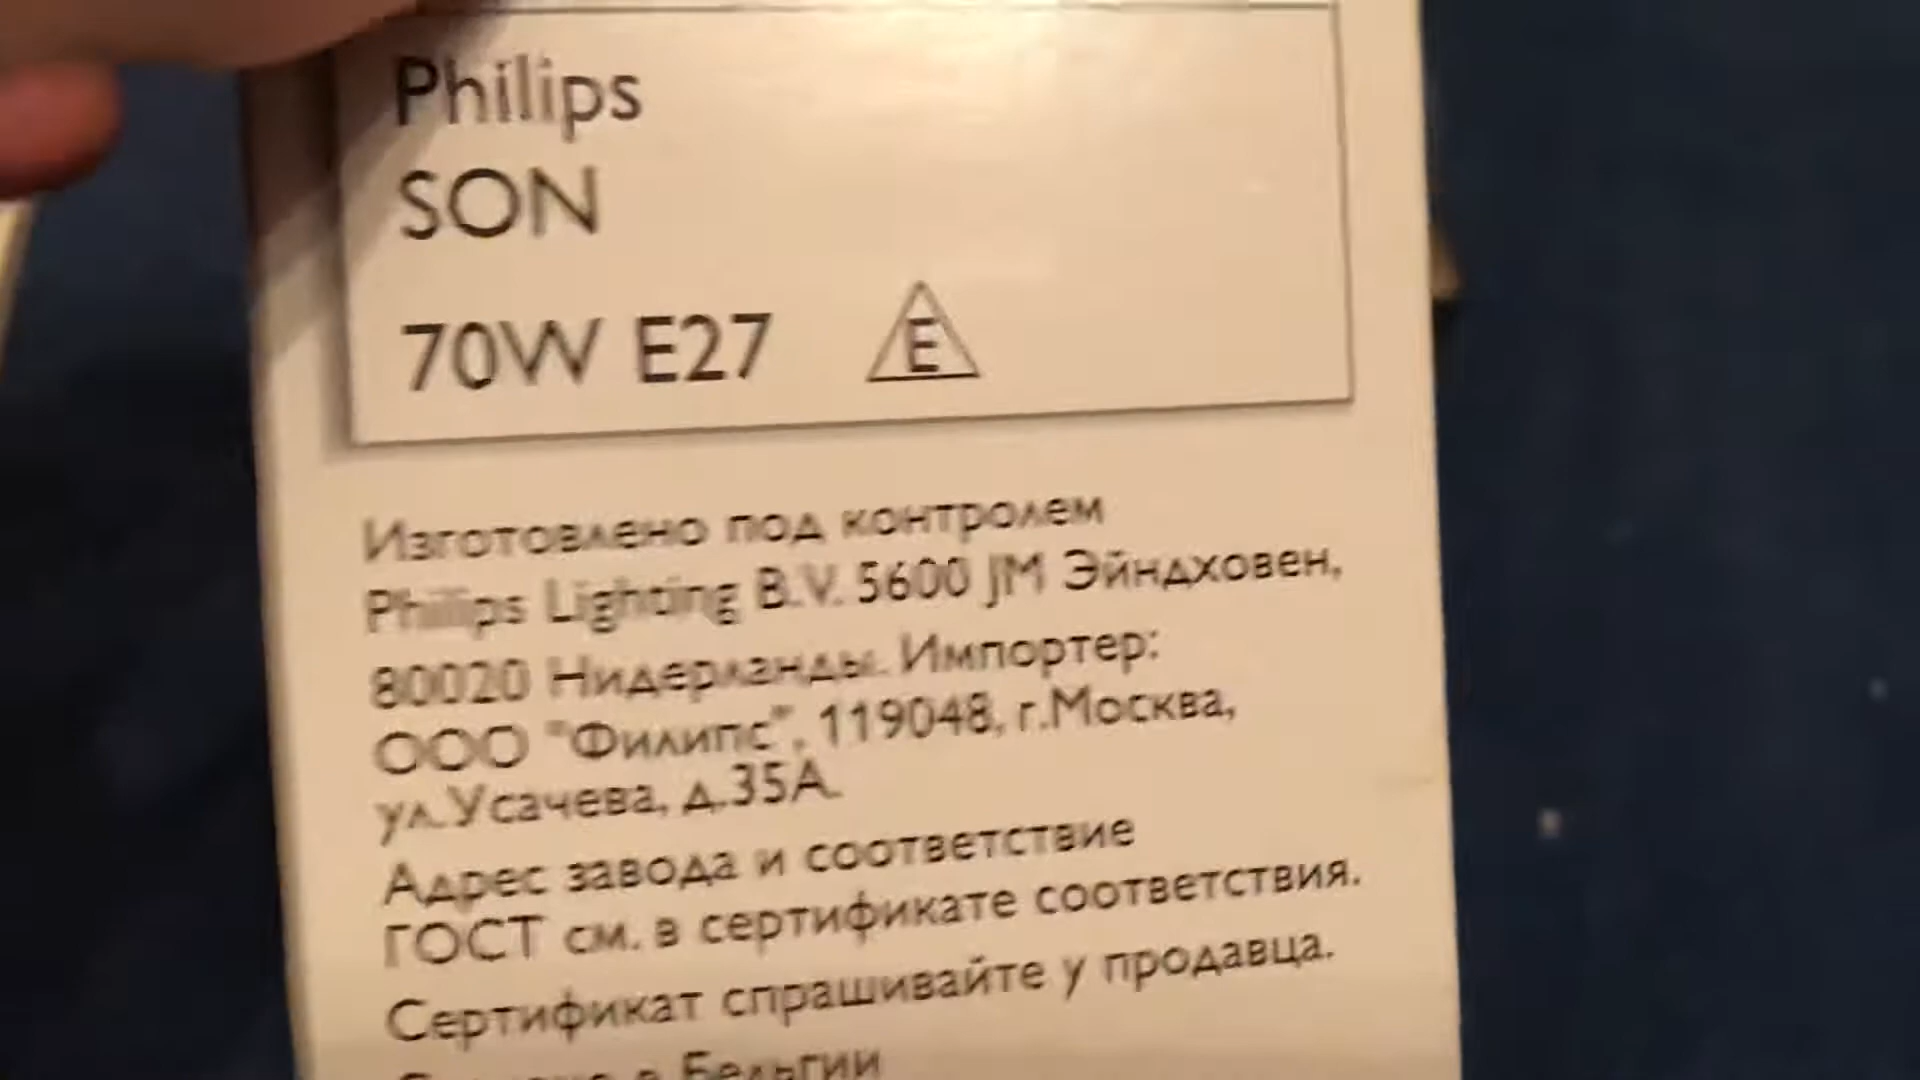 Philips
SON
70W E27 E
Изготовлено под контролем
Philips Lighting B.V. 5600 JM Эйндховен,
80020 Нидерланды. Импортер:
ООО "Филипс", 119048, г.Москва,
ул.Усачева, д.35А.
Адрес завода и соответствие
ГОСТ см. в сертификате соответствия.
Сертификат спрашивайте у продавца.
в Бельгии